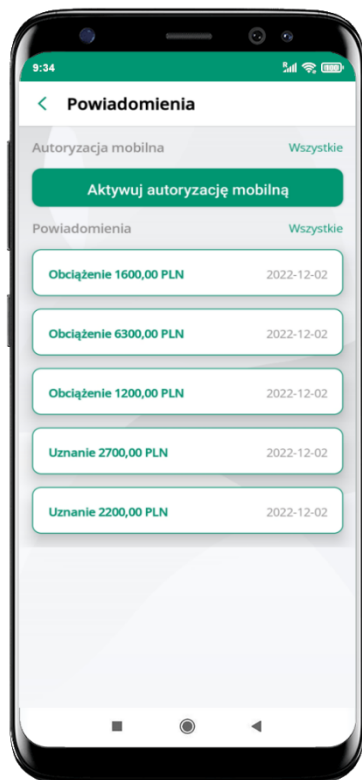 9:34
100
Powiadomienia
Autoryzacja mobilna Wszystkie
Aktywuj autoryzację mobilną
Powiadomienia Wszystkie
Obciążenie 1600,00 PLN 2022-12-02
Obciążenie 6300,00 PLN 2022-12-02
Obciążenie 1200,00 PLN 2022-12-02
Uznanie 2700,00 PLN 2022-12-02
Uznanie 2200,00 PLN 2022-12-02